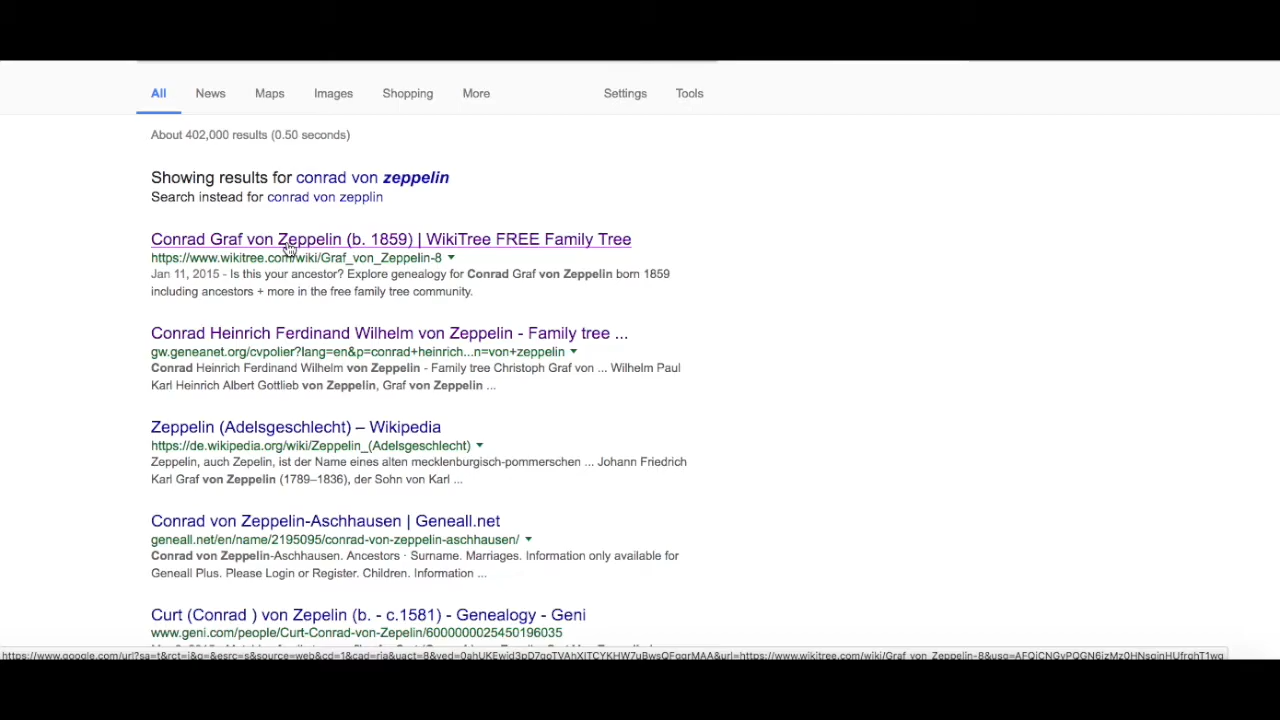 All News Maps Images Shopping More Settings Tools
About 402,000 results (0.50 seconds)
Showing results for conrad von zeppelin
Search instead for conrad von zepplin
Conrad Graf von Zeppelin (b. 1859) | WikiTree FREE Family Tree
https://www.wikitree.com/wiki/Graf_von_Zeppelin-8
Jan 11, 2015 - Is this your ancestor? Explore genealogy for Conrad Graf von Zeppelin born 1859
including ancestors + more in the free family tree community.
Conrad Heinrich Ferdinand Wilhelm von Zeppelin - Family tree ...
gw.geneanet.org/cvpolier?lang=en&p=conrad+heinrich...n=von+zeppelin
Conrad Heinrich Ferdinand Wilhelm von Zeppelin - Family tree Christoph Graf von ... Wilhelm Paul
Karl Heinrich Albert Gottlieb von Zeppelin, Graf von Zeppelin ...
Zeppelin (Adelsgeschlecht) – Wikipedia
https://de.wikipedia.org/wiki/Zeppelin_(Adelsgeschlecht)
Zeppelin, auch Zepelin, ist der Name eines alten mecklenburgisch-pommerschen ... Johann Friedrich
Karl Graf von Zeppelin (1789–1836), der Sohn von Karl ...
Conrad von Zeppelin-Aschhausen | Geneall.net
geneall.net/en/name/2195095/conrad-von-zeppelin-aschhausen/
Conrad von Zeppelin-Aschhausen. Ancestors · Surname. Marriages. Information only available for
Geneall Plus. Please Login or Register. Children. Information ...
Curt (Conrad ) von Zepelin (b. - c.1581) - Genealogy - Geni
www.geni.com/people/Curt-Conrad-von-Zepelin/6000000025450196035